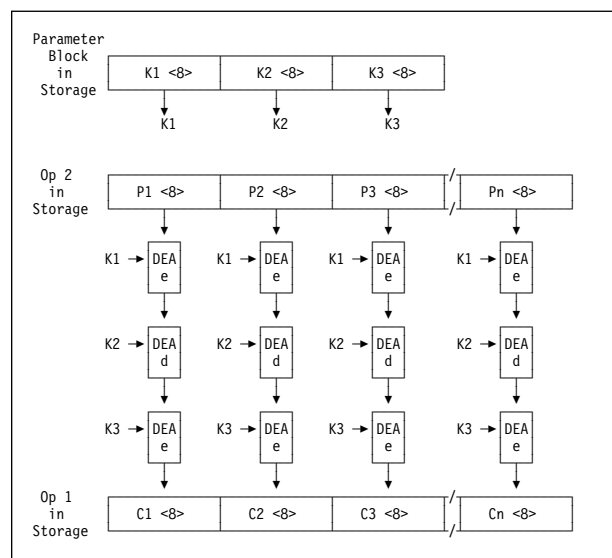 Parameter
Block
in
Storage
K1 <8> K2 <8> K3 <8>
K1 K2 K3
Op 2
in
Storage
P1 <8> P2 <8> P3 <8> Pn <8>
K1 DEA K1 DEA K1 DEA K1 DEA
e e e e
K2 DEA K2 DEA K2 DEA K2 DEA
d d d d
K3 DEA K3 DEA K3 DEA K3 DEA
e e e e
Op 1
in
Storage
C1 <8> C2 <8> C3 <8> Cn <8>